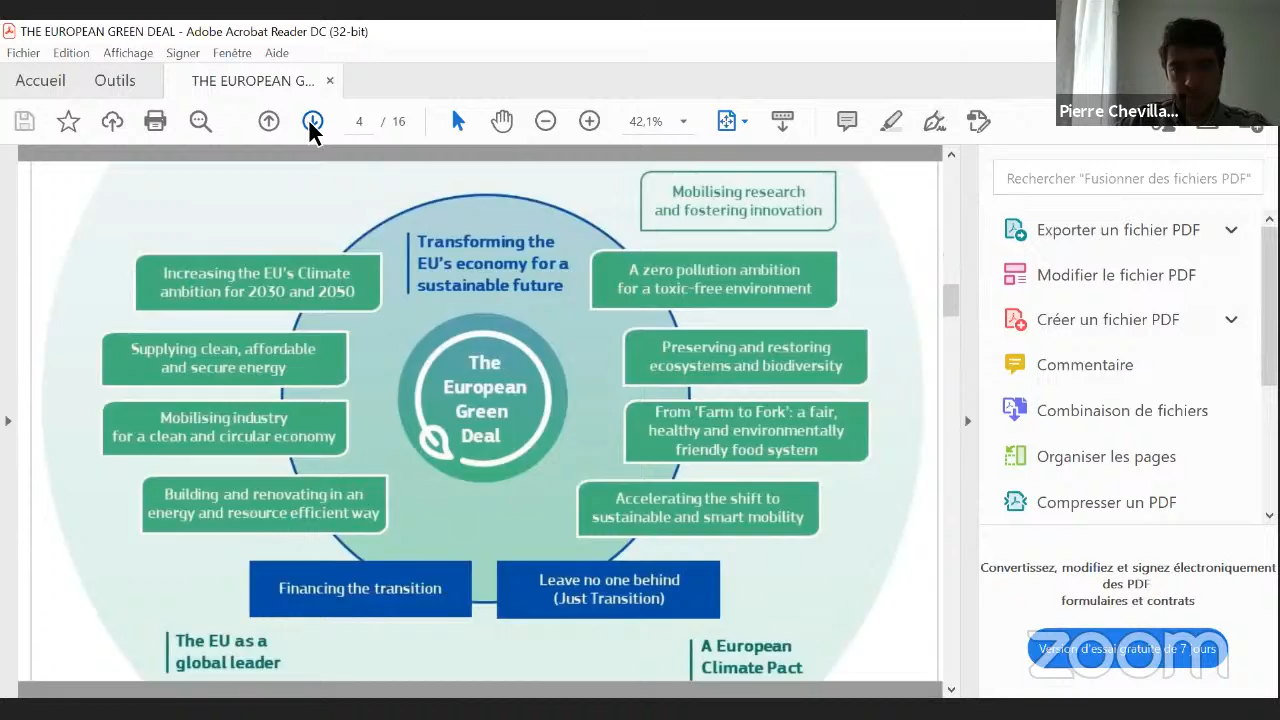 THE EUROPEAN GREEN DEAL - Adobe Acrobat Reader DC (32-bit)
Fichier Edition Affichage Signer Fenêtre Aide
Accueil Outils THE EUROPEAN G... ×
4 / 16 42,1%
Pierre Chevilla...
Mobilising research
and fostering innovation
Transforming the
EU's economy for a
sustainable future
Increasing the EU's Climate
ambition for 2030 and 2050
A zero pollution ambition
for a toxic-free environment
Supplying clean, affordable
and secure energy
Preserving and restoring
ecosystems and biodiversity
The
European
Green
Deal
Mobilising industry
for a clean and circular economy
From 'Farm to Fork': a fair,
healthy and environmentally
friendly food system
Building and renovating in an
energy and resource efficient way
Accelerating the shift to
sustainable and smart mobility
Financing the transition
Leave no one behind
(Just Transition)
The EU as a
global leader
A European
Climate Pact
Rechercher "Fusionner des fichiers PDF"
Exporter un fichier PDF
Modifier le fichier PDF
Créer un fichier PDF
Commentaire
Combinaison de fichiers
Organiser les pages
Compresser un PDF
Convertissez, modifiez et signez électroniquement
des PDF
formulaires et contrats
Version d'essai gratuite de 7 jours
zoom